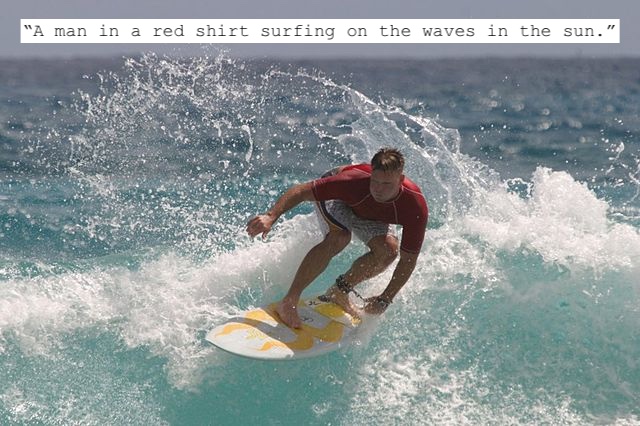 “A man in a red shirt surfing on the waves in the sun.”